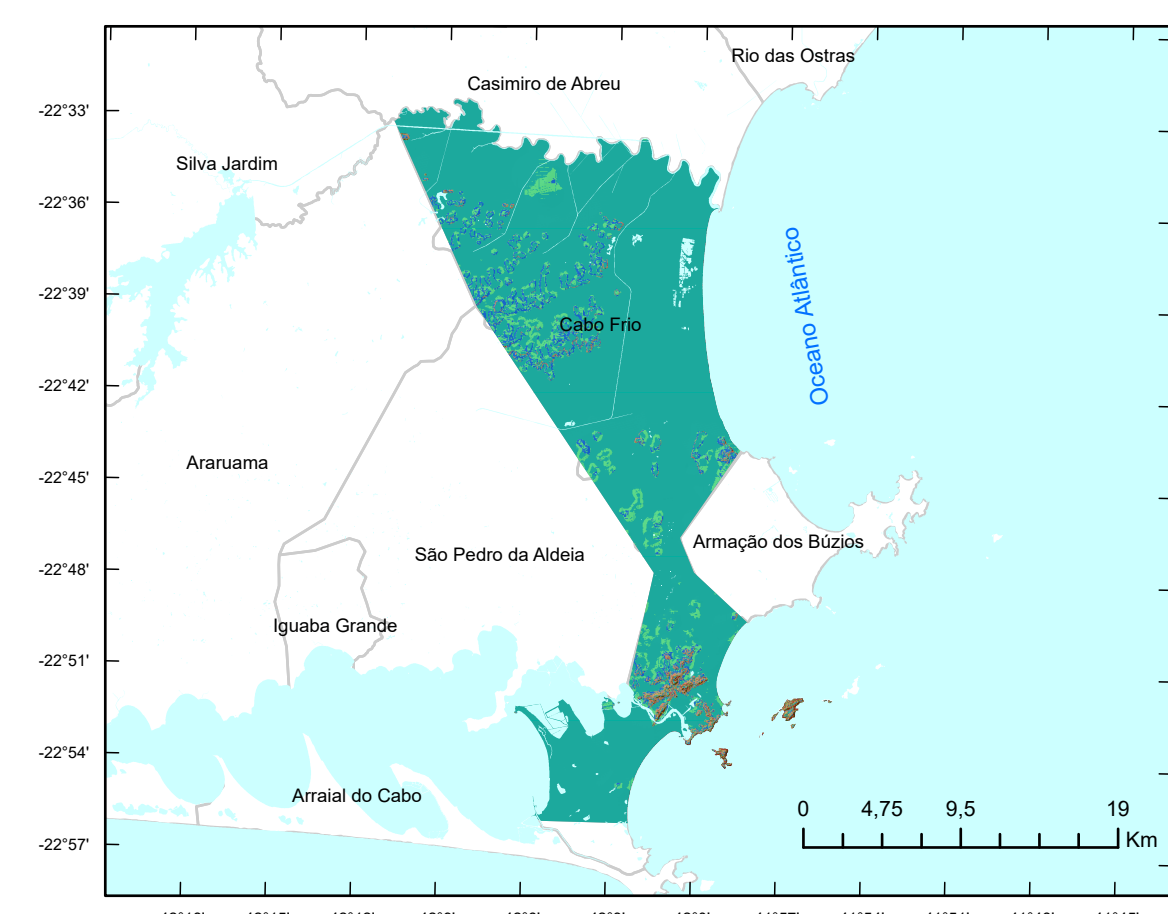 Rio das Ostras
Casimiro de Abreu
-22°33'
Silva Jardim
-22°36'
Oceano Atlântico
-22°39'
Cabo Frio
-22°42'
Araruama
-22°45'
Armação dos Búzios
São Pedro da Aldeia
-22°48'
Iguaba Grande
-22°51'
-22°54'
Arraial do Cabo
0 4,75 9,5 19
Km
-22°57'